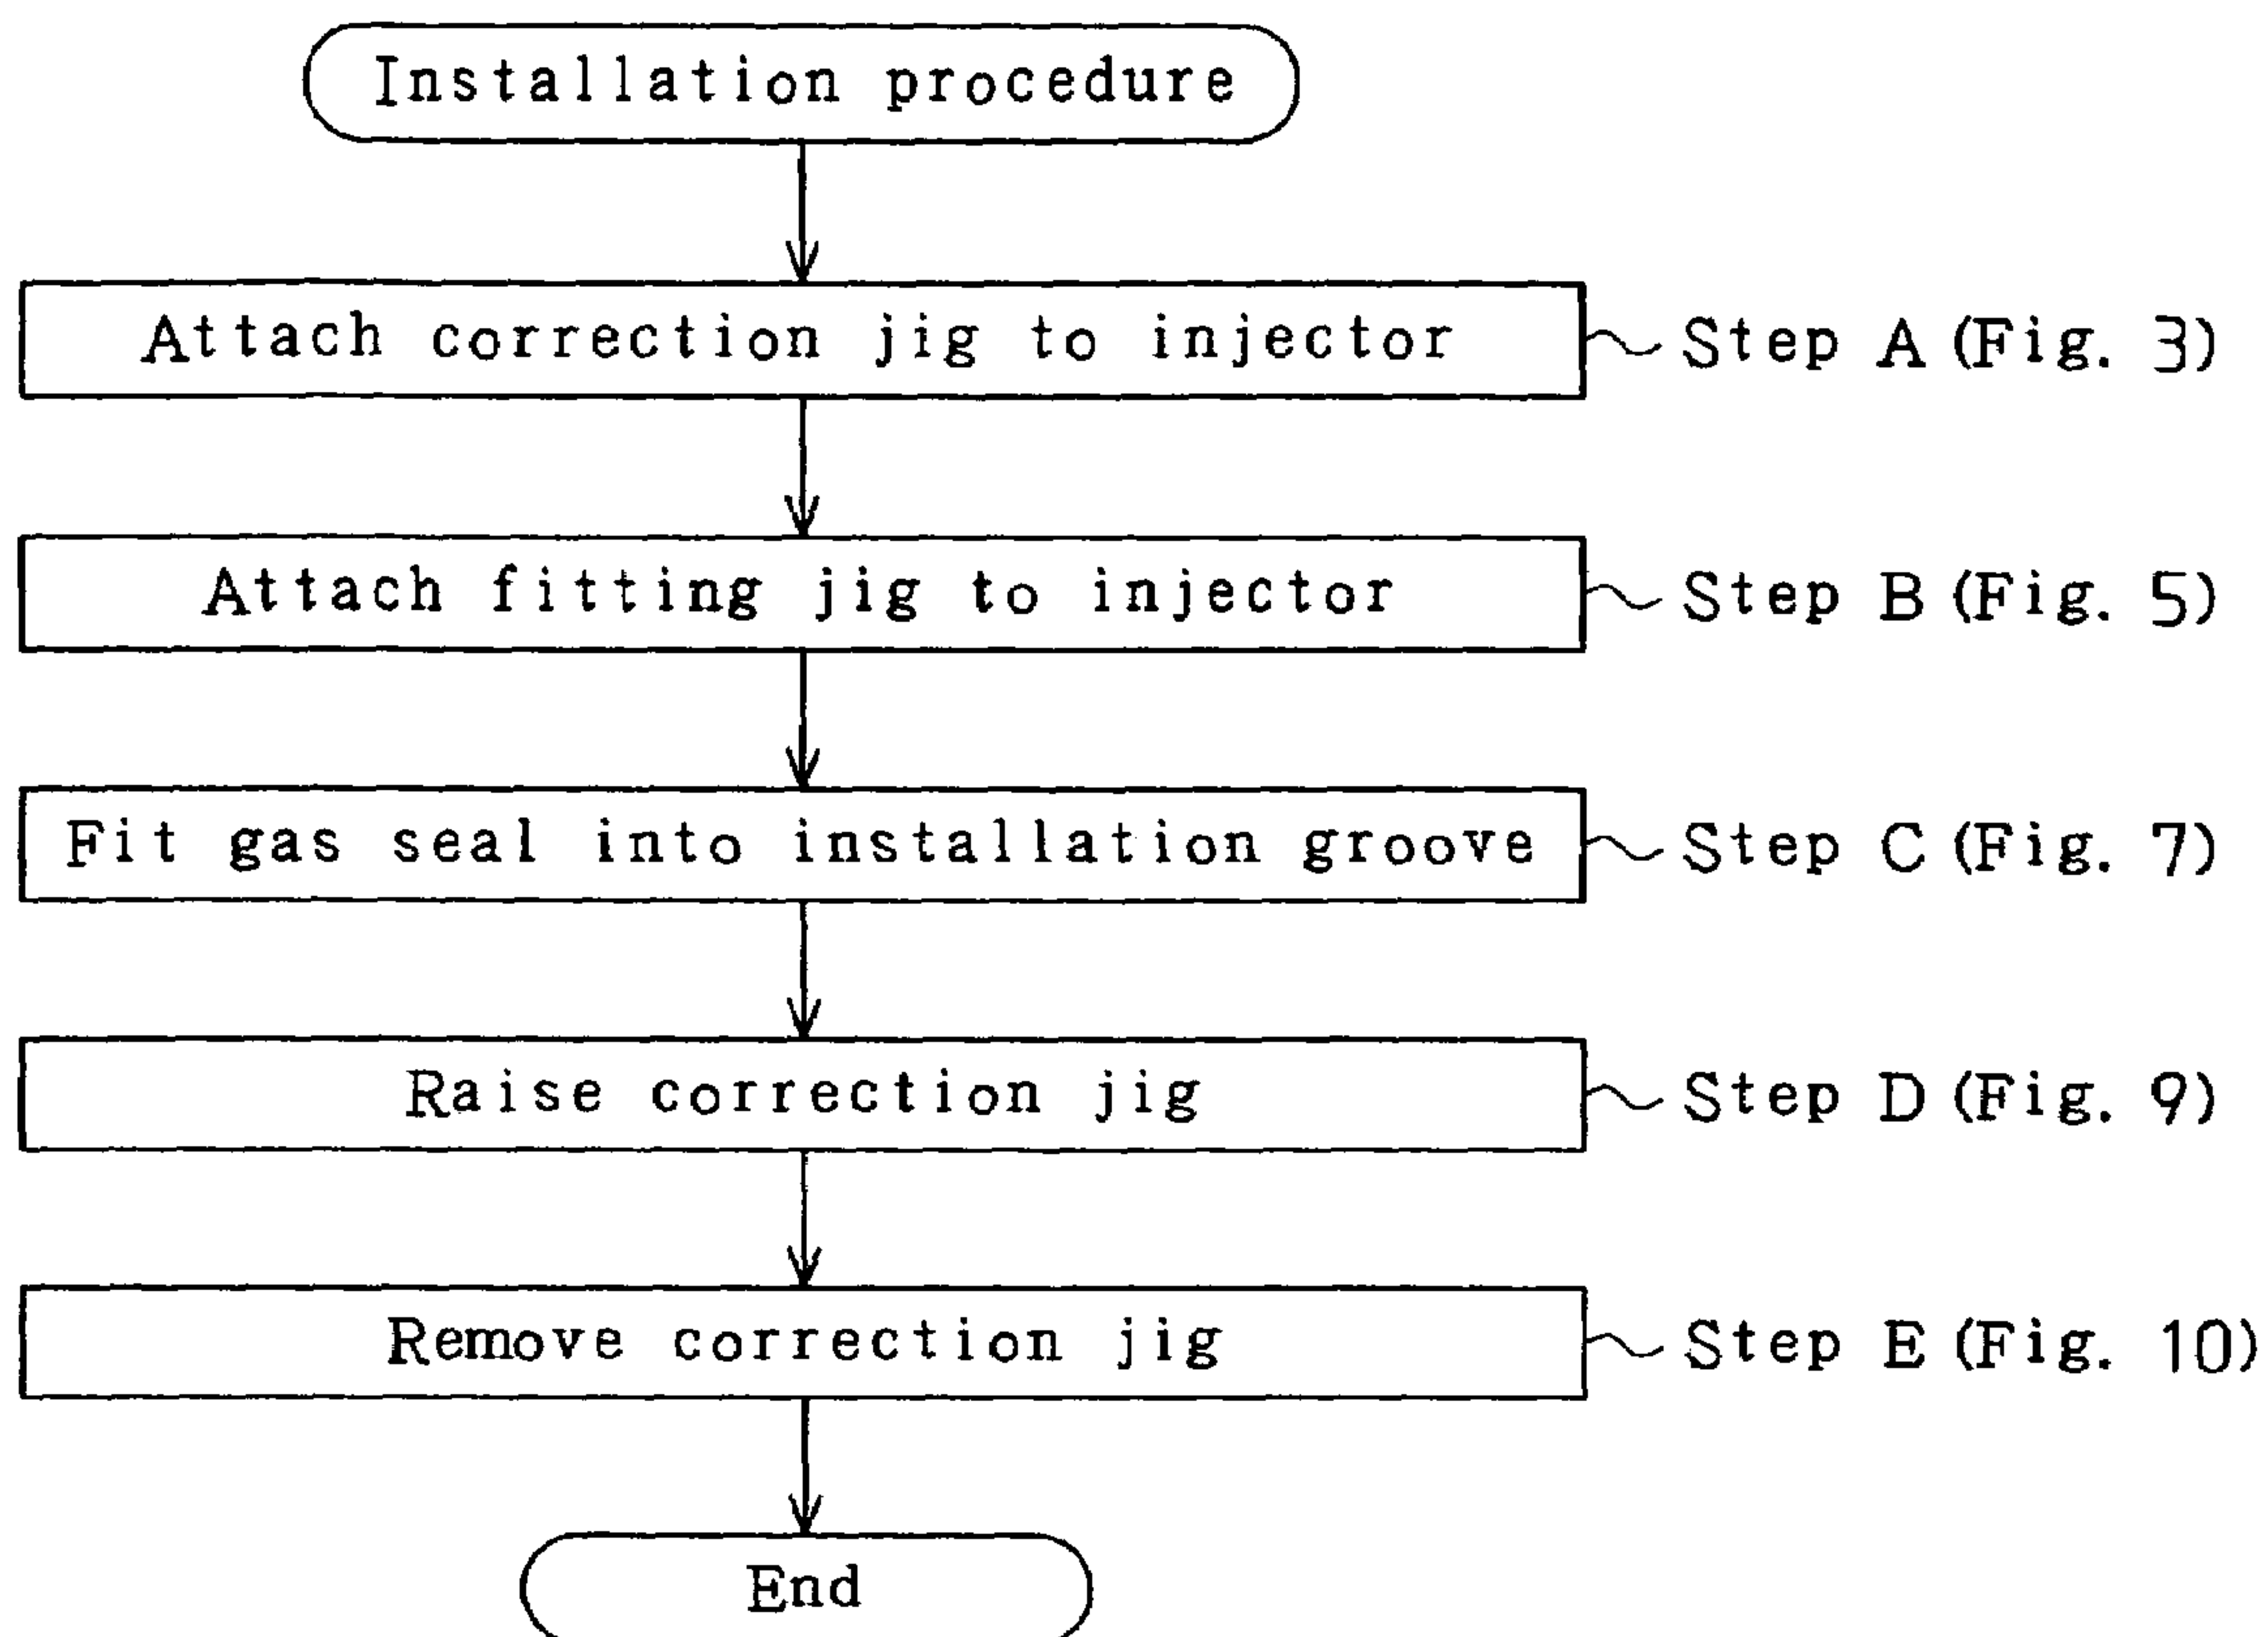 Installation procedure
Attach correction jig to injector
Step A (Fig. 3)
Attach fitting jig to injector
Step B (Fig. 5)
Fit gas seal into installation groove
Step C (Fig. 7)
Raise correction jig
Step D (Fig. 9)
Remove correction jig
Step E (Fig. 10)
End